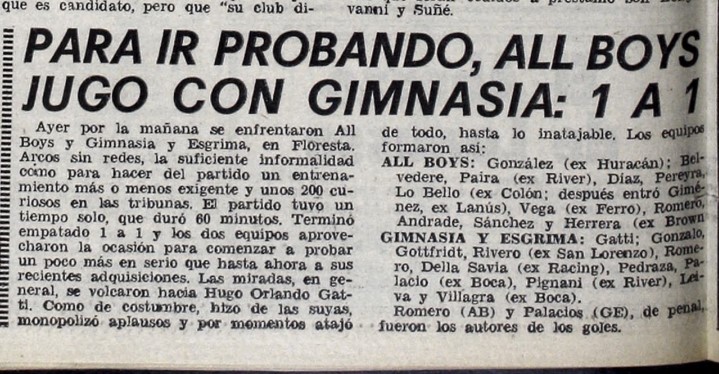 que es candidato, pero que "su club di-
vanni y Suñé.
PARA IR PROBANDO, ALL BOYS
JUGO CON GIMNASIA: 1 A 1
Ayer por la mañana se enfrentaron All
Boys y Gimnasia y Esgrima, en Floresta.
Arcos sin redes, la suficiente informalidad
como para hacer del partido un entrena-
miento más o menos exigente y unos 200 cu-
riosos en las tribunas. El partido tuvo un
tiempo solo, que duró 60 minutos. Terminó
empatado 1 a 1 y los dos equipos aprove-
charon la ocasión para comenzar a probar
un poco más en serio que hasta ahora a sus
recientes adquisiciones. Las miradas, en ge-
neral, se volcaron hacia Hugo Orlando Gat-
ti. Como de costumbre, hizo de las suyas,
monopolizó aplausos y por momentos atajó
de todo, hasta lo inatajable. Los equipos
formaron así:
ALL BOYS: González (ex Huracán); Bel-
vedere, Paira (ex River), Díaz, Pereyra,
Lo Bello (ex Colón; después entró Gimé-
nez, ex Lanús), Vega (ex Ferro), Romero,
Andrade, Sánchez y Herrera (ex Brown
GIMNASIA Y ESGRIMA: Gatti; Gonzalo,
Gottfridt, Rivero (ex San Lorenzo), Rome-
ro, Della Savia (ex Racing), Pedraza, Pa-
lacio (ex Boca), Pignani (ex River), Lei-
va y Villagra (ex Boca).
Romero (AB) y Palacios (GE), de penal,
fueron los autores de los goles.